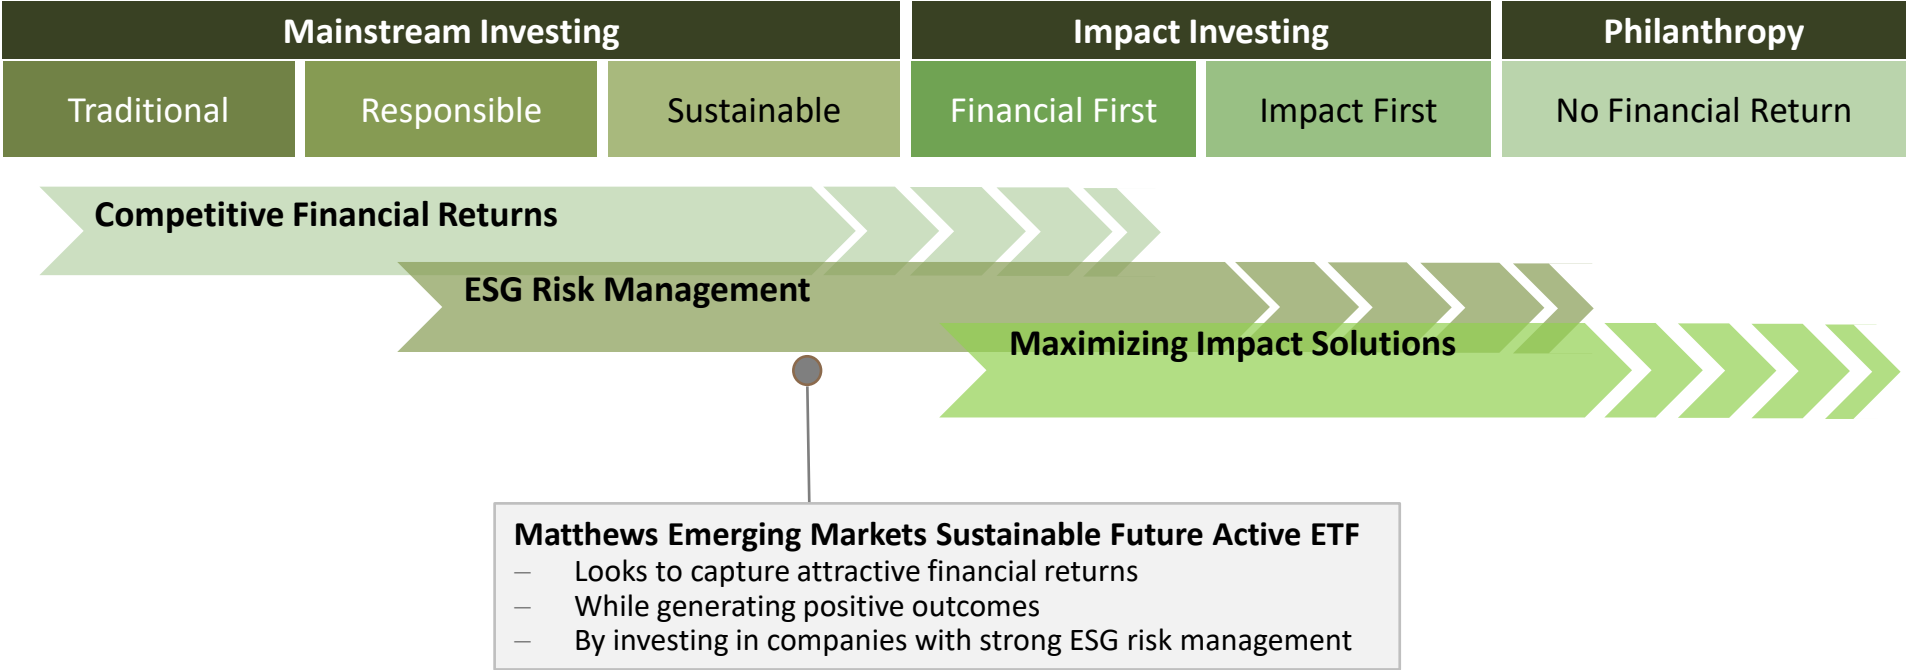 Mainstream Investing
Impact Investing
Philanthropy
Traditional
Responsible
Sustainable
Financial First
Impact First
No Financial Return
Competitive Financial Returns
ESG Risk Management
Maximizing Impact Solutions
Matthews Emerging Markets Sustainable Future Active ETF
– Looks to capture attractive financial returns
– While generating positive outcomes
– By investing in companies with strong ESG risk management